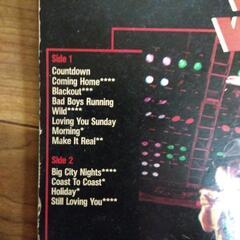 Side 1
Countdown
Coming Home****
Blackout***
Bad Boys Running
Wild****
Loving You Sunday
Morning*
Make It Real**
Side 2
Big City Nights****
Coast To Coast*
Holiday*
Still Loving You****